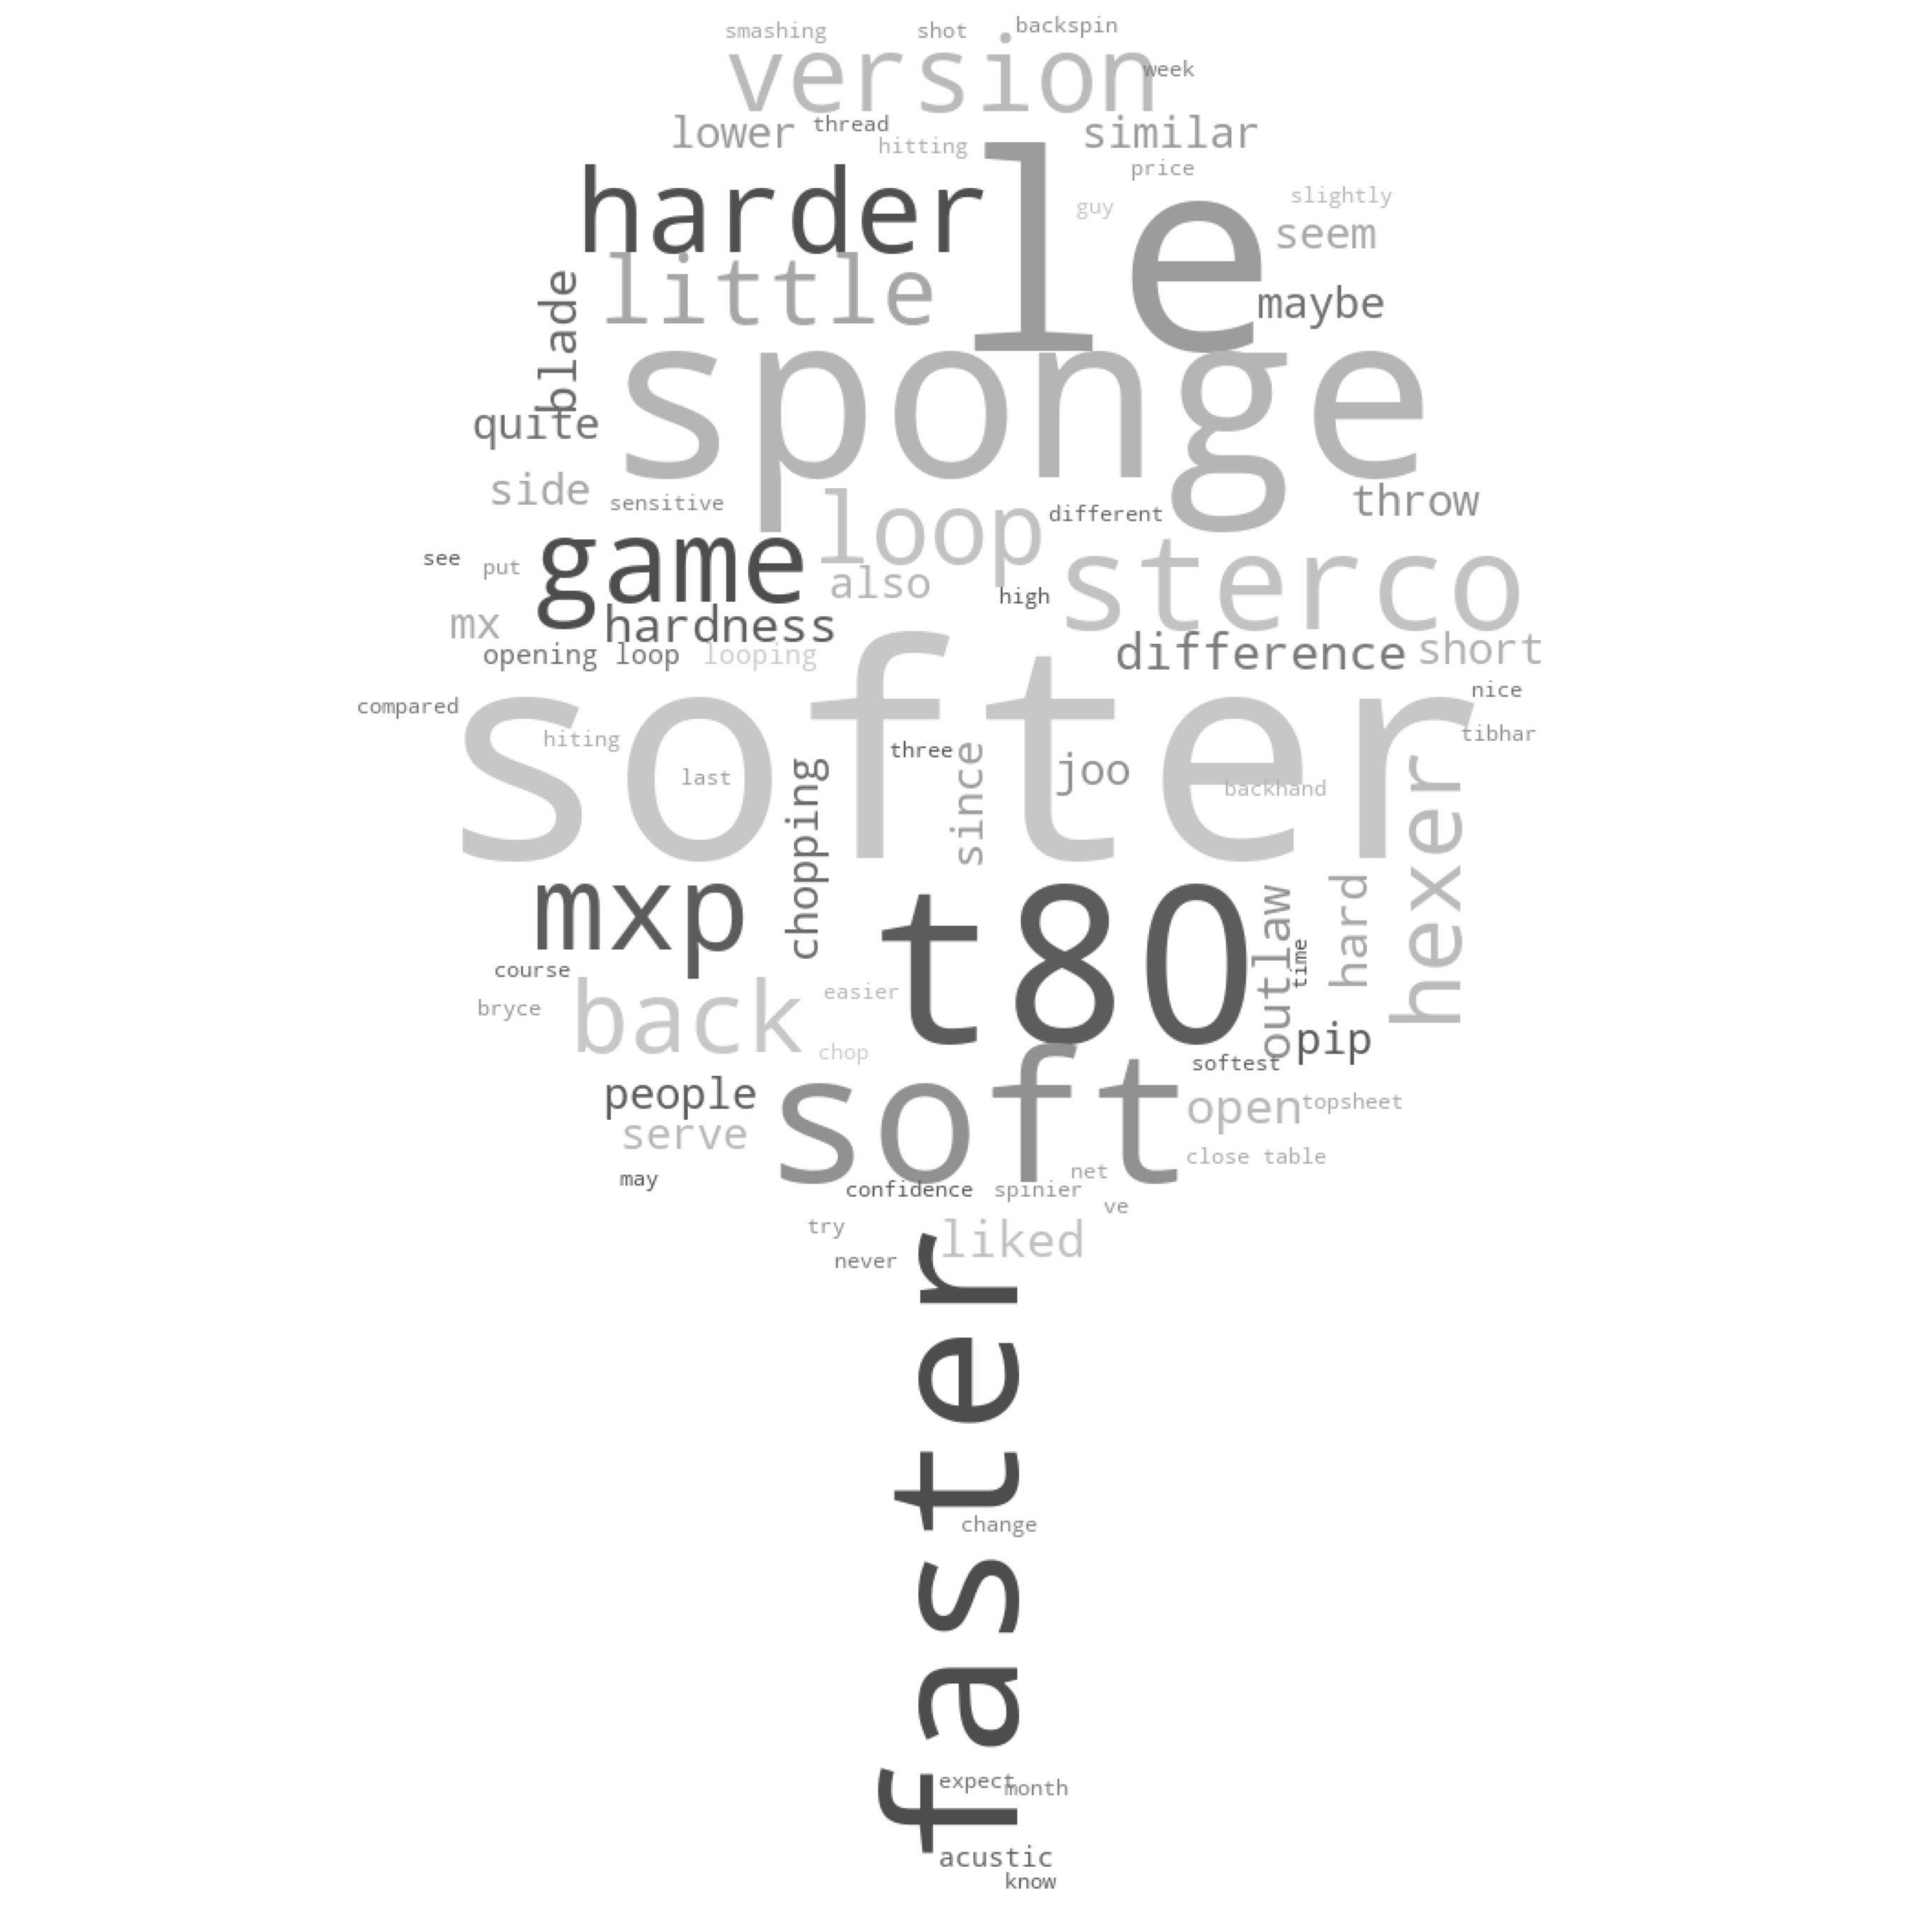 smashing shot backspin
version week
lower thread similar
hitting
price
harder le
guy slightly
seem
little maybe
blade
sponge
quite
side sensitive throw
loop different
game sterco
see put also high
mx hardness
opening loop looping difference short
softer
compared nice
hiting tibhar
three since
last joo backhand
chopping hexer
mxp t80 outlaw hard
time
course
bryce back easier
chop pip
softest
people soft open topsheet
serve close table
may net
confidence spinier
ve
try liked
never
faster
change
expect month
acustic
know